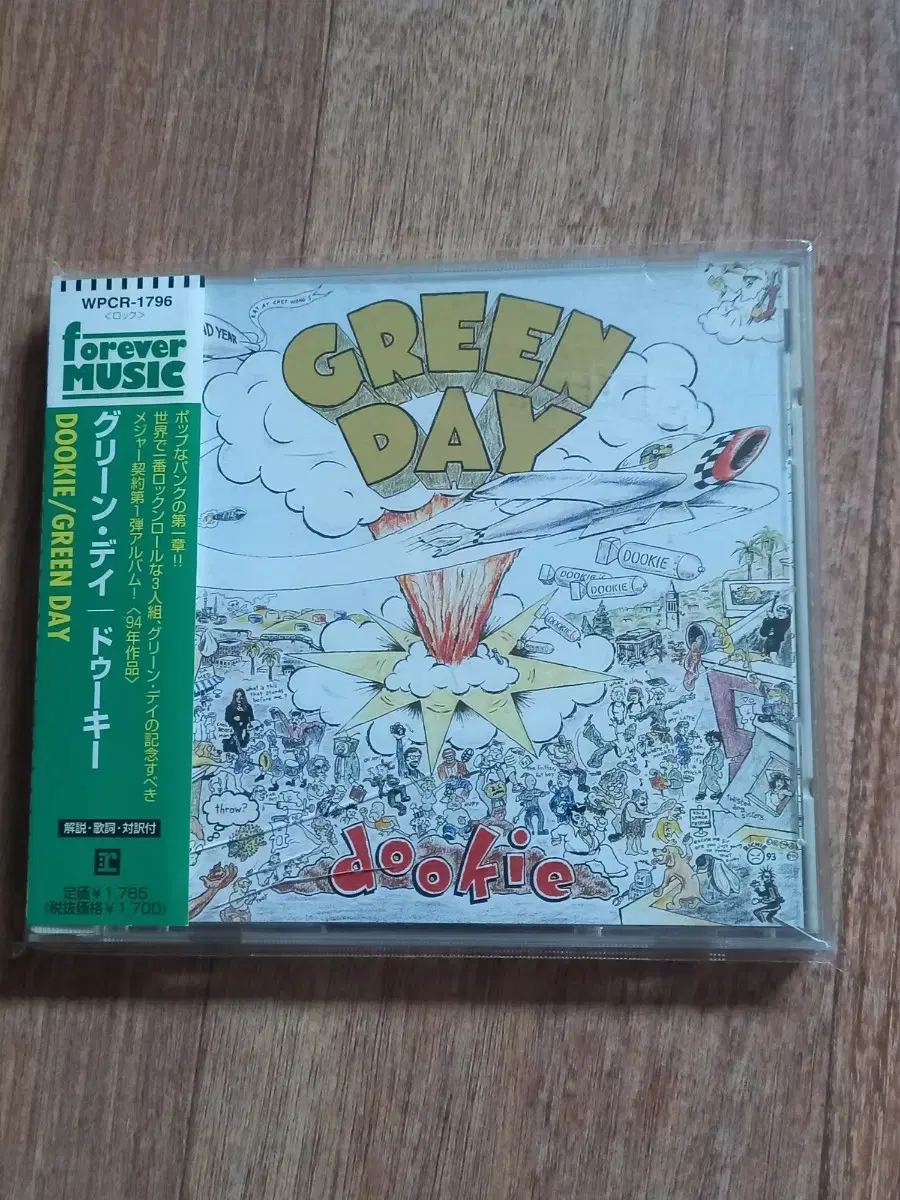 WPCR-1796
<ロック>
forever
MUSIC
ポップなパンクの第一章!!
世界で一番ロックンロールな3人組、グリーン・デイの記念すべき
メジャー契約第1弾アルバム!〈'94年作品〉
グリーン・デイ|ドゥーキー
DOOKIE/GREEN DAY
解説・歌詞・対訳付
定価¥1,785
(税抜価格¥1,700)
BAD YEAR
GREEN
DAY
DOOKIE
DOOKIE
DOOKIE
DOOKIE
throw?
dookie
93